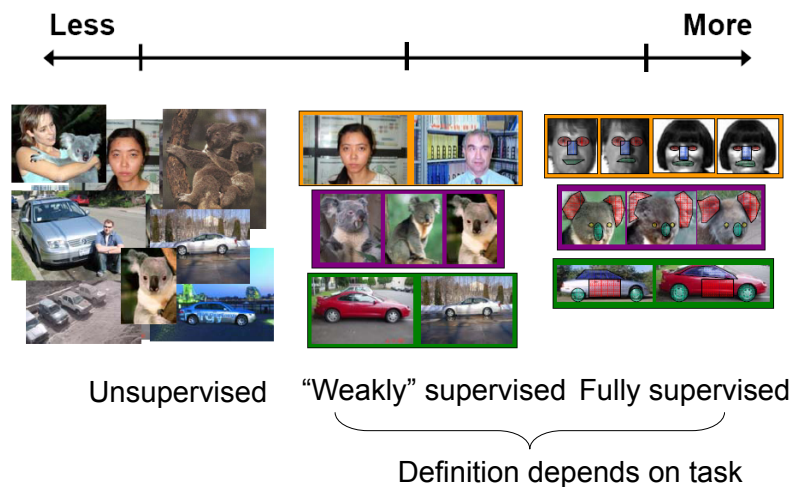 Less
More
Unsupervised
“Weakly” supervised
Fully supervised
Definition depends on task